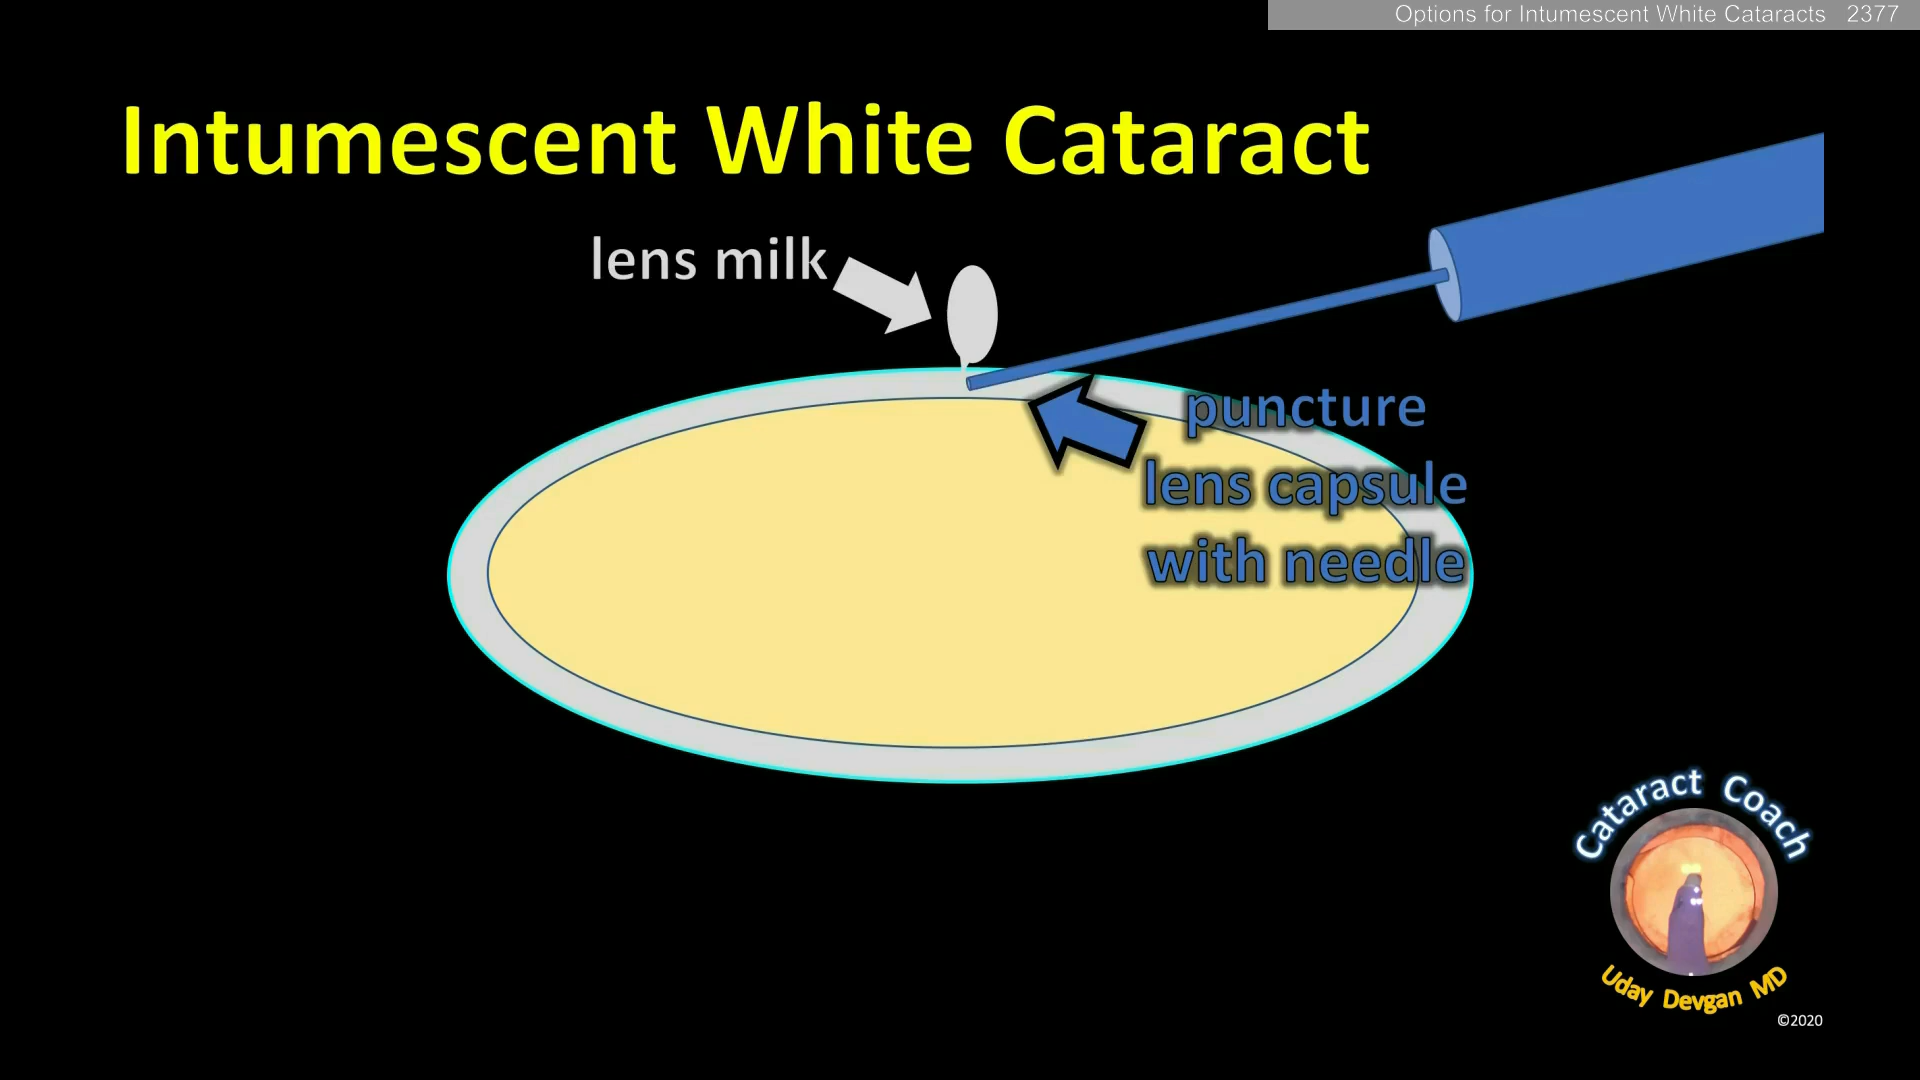 Options for Intumescent White Cataracts 2377
Intumescent White Cataract
lens milk
puncture
lens capsule
with needle
Cataract Coach
Uday Devgan MD
©2020